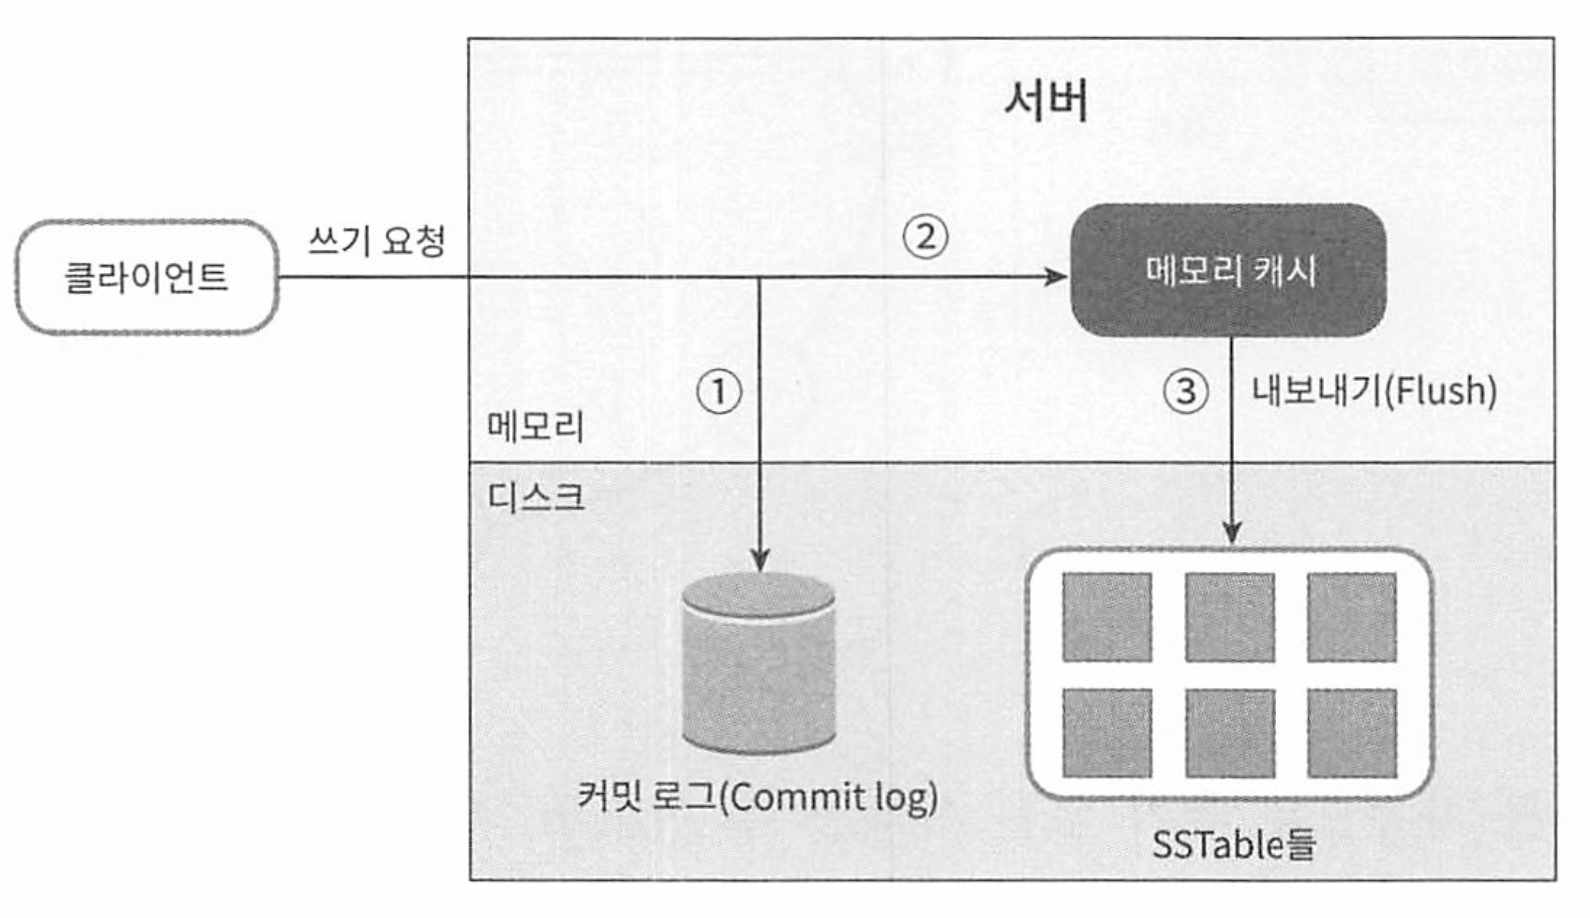 서버
클라이언트
쓰기 요청
②
메모리 캐시
①
③
내보내기(Flush)
메모리
디스크
커밋 로그(Commit log)
SSTable들